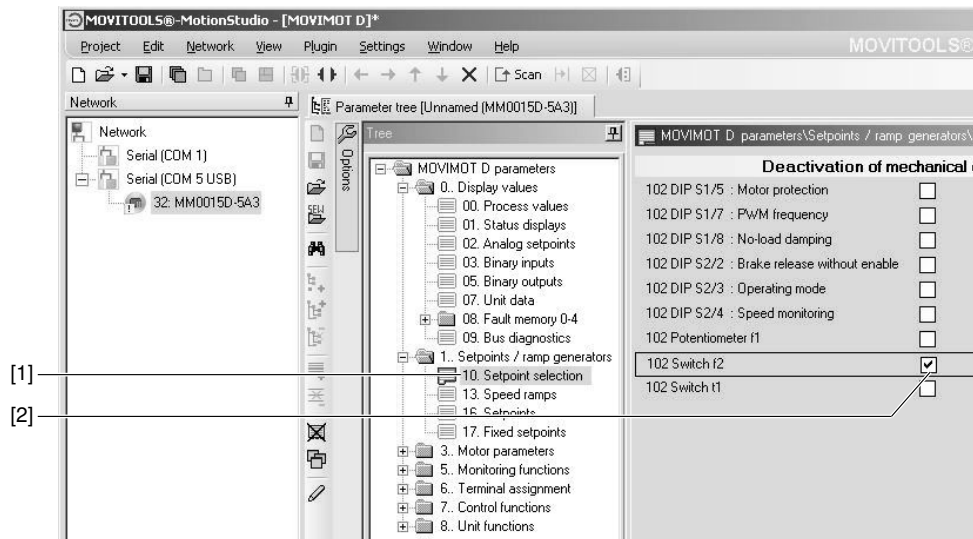 MOVITOOLS®-MotionStudio - [MOVIMOT D]*
Project Edit Network View Plugin Settings Window Help
MOVITOOLS®
Scan
Network
Parameter tree [Unnamed (MM0015D-5A3)]
Network
Serial (COM 1)
Serial (COM 5 USB)
32: MM0015D-5A3
Options
SEW
Tree
MOVIMOT D parameters
0.. Display values
00. Process values
01. Status displays
02. Analog setpoints
03. Binary inputs
05. Binary outputs
07. Unit data
08. Fault memory 0-4
09. Bus diagnostics
1.. Setpoints / ramp generators
10. Setpoint selection
13. Speed ramps
16. Setpoints
17. Fixed setpoints
3.. Motor parameters
5.. Monitoring functions
6.. Terminal assignment
7.. Control functions
8.. Unit functions
MOVIMOT D parameters\Setpoints / ramp generators\
Deactivation of mechanical
102 DIP S1/5 : Motor protection
102 DIP S1/7 : PWM frequency
102 DIP S1/8 : No-load damping
102 DIP S2/2 : Brake release without enable
102 DIP S2/3 : Operating mode
102 DIP S2/4 : Speed monitoring
102 Potentiometer f1
102 Switch f2
102 Switch t1
[1]
[2]